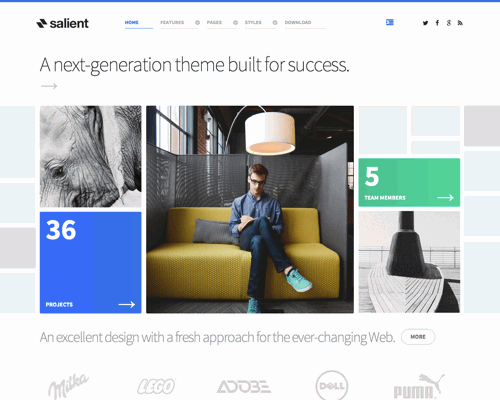 salient
HOME
FEATURES
PAGES
STYLES
DOWNLOAD
A next-generation theme built for success.
5
TEAM MEMBERS
36
PROJECTS
An excellent design with a fresh approach for the ever-changing Web.
MORE
Milka
LEGO
ADOBE
DELL
PUMA